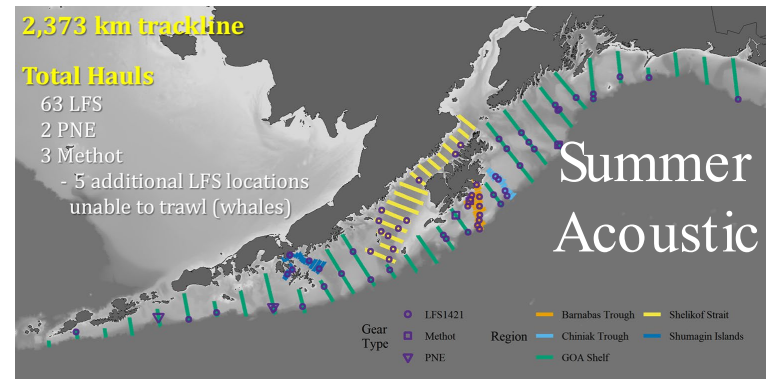 2,373 km trackline
Total Hauls
63 LFS
2 PNE
3 Methot
- 5 additional LFS locations
unable to trawl (whales)
Summer
Acoustic
Gear
Type
LFS1421
Methot
PNE
Region
Barnabas Trough
Chiniak Trough
GOA Shelf
Shelikof Strait
Shumagin Islands